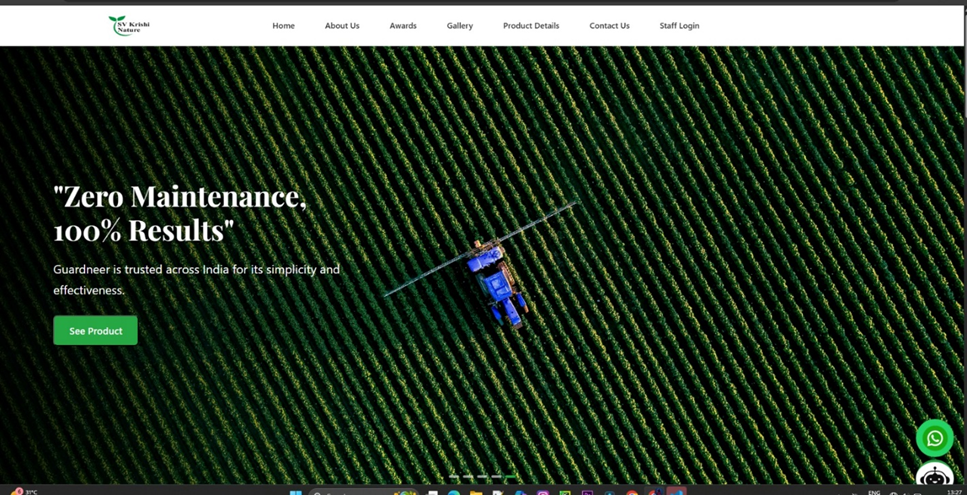 SV Krishi
Nature
Home
About Us
Awards
Gallery
Product Details
Contact Us
Staff Login
"Zero Maintenance,
100% Results"
Guardneer is trusted across India for its simplicity and
effectiveness.
See Product
31°C
ENG
13:27